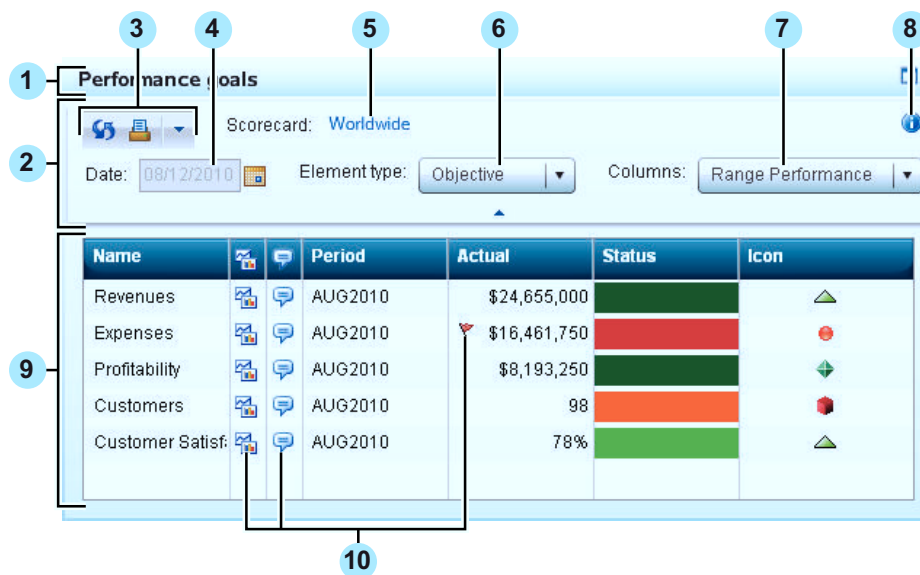 3 4 5 6 7 8
1 Performance goals
Scorecard: Worldwide
2 Date: 08/12/2010 Element type: Objective Columns: Range Performance
Name Period Actual Status Icon
Revenues AUG2010 $24,655,000
Expenses AUG2010 $16,461,750
9 Profitability AUG2010 $8,193,250
Customers AUG2010 98
Customer Satisf AUG2010 78%
10